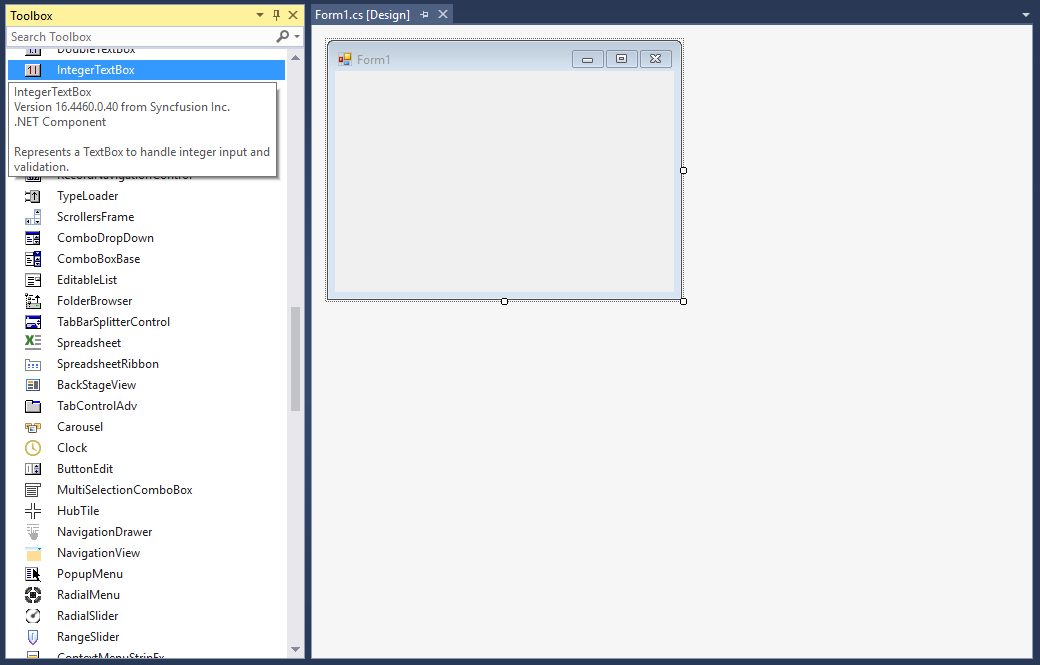 Toolbox
Search Toolbox
DoubleTextBox
IntegerTextBox
IntegerTextBox
Version 16.4460.0.40 from Syncfusion Inc.
.NET Component
Represents a TextBox to handle integer input and
validation.
RecordNavigationControl
TypeLoader
ScrollersFrame
ComboDropDown
ComboBoxBase
EditableList
FolderBrowser
TabBarSplitterControl
Spreadsheet
SpreadsheetRibbon
BackStageView
TabControlAdv
Carousel
Clock
ButtonEdit
MultiSelectionComboBox
HubTile
NavigationDrawer
NavigationView
PopupMenu
RadialMenu
RadialSlider
RangeSlider
ContextMenuStripEx
Form1.cs [Design]
Form1